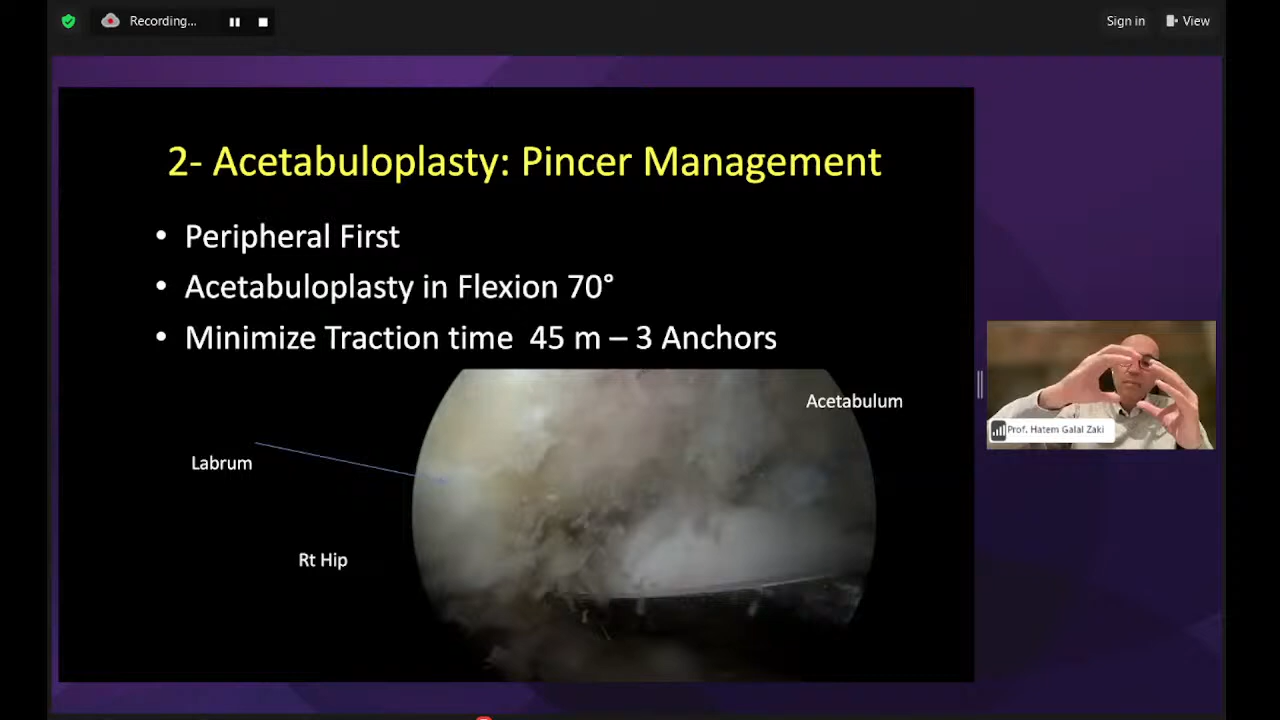 Recording...
Sign in
View
2- Acetabuloplasty: Pincer Management
• Peripheral First
• Acetabuloplasty in Flexion 70°
• Minimize Traction time 45 m – 3 Anchors
Acetabulum
Labrum
Rt Hip
Prof. Hatem Galal Zaki